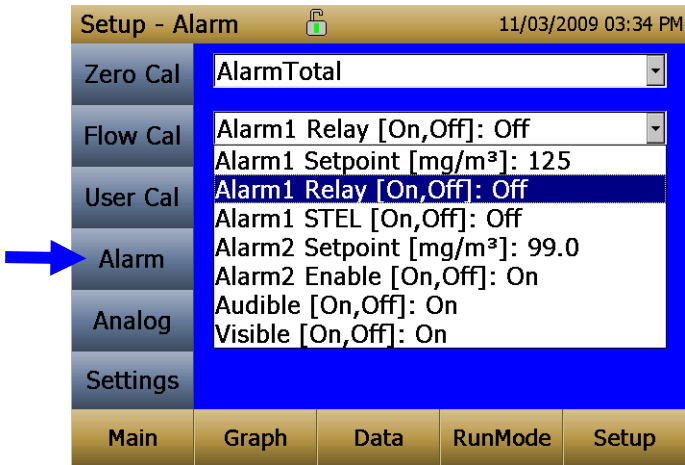 Setup - Alarm 11/03/2009 03:34 PM
Zero Cal
AlarmTotal
Flow Cal
Alarm1 Relay [On,Off]: Off
Alarm1 Setpoint [mg/m³]: 125
User Cal
Alarm1 Relay [On,Off]: Off
Alarm1 STEL [On,Off]: Off
Alarm
Alarm2 Setpoint [mg/m³]: 99.0
Alarm2 Enable [On,Off]: On
Analog
Audible [On,Off]: On
Visible [On,Off]: On
Settings
Main Graph Data RunMode Setup